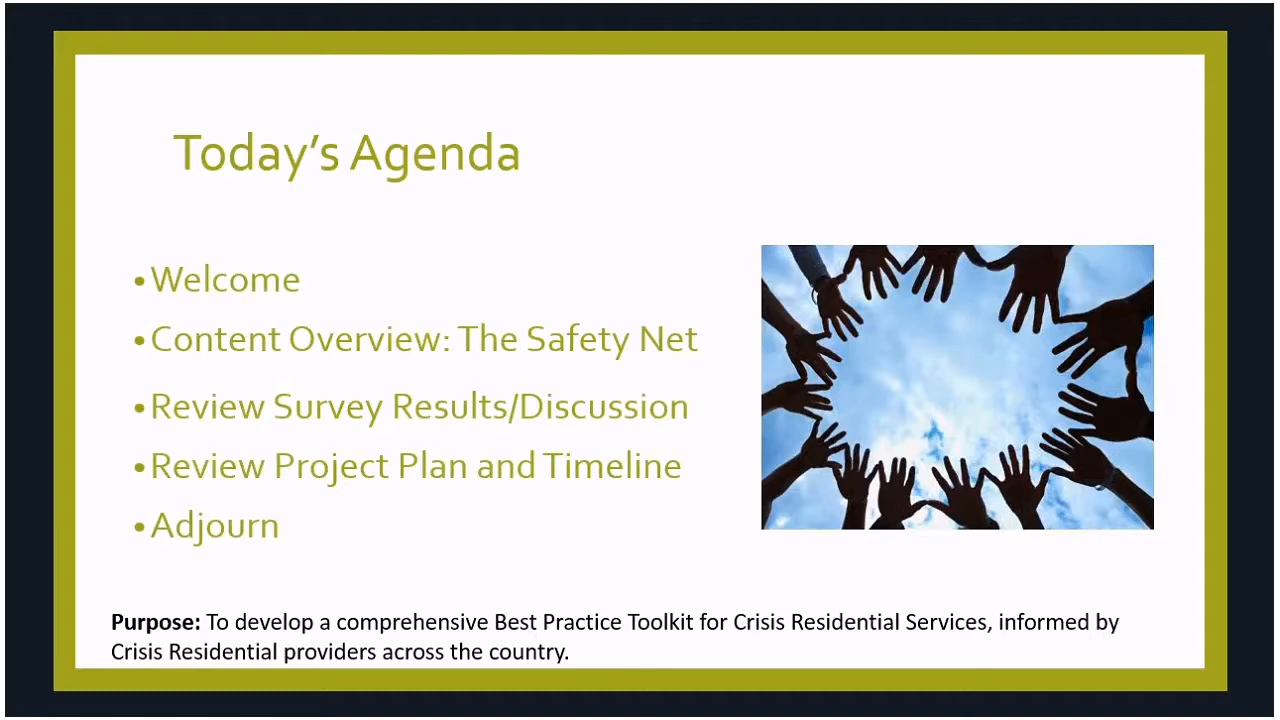 Today’s Agenda
•Welcome
•Content Overview: The Safety Net
•Review Survey Results/Discussion
•Review Project Plan and Timeline
•Adjourn
Purpose: To develop a comprehensive Best Practice Toolkit for Crisis Residential Services, informed by
Crisis Residential providers across the country.